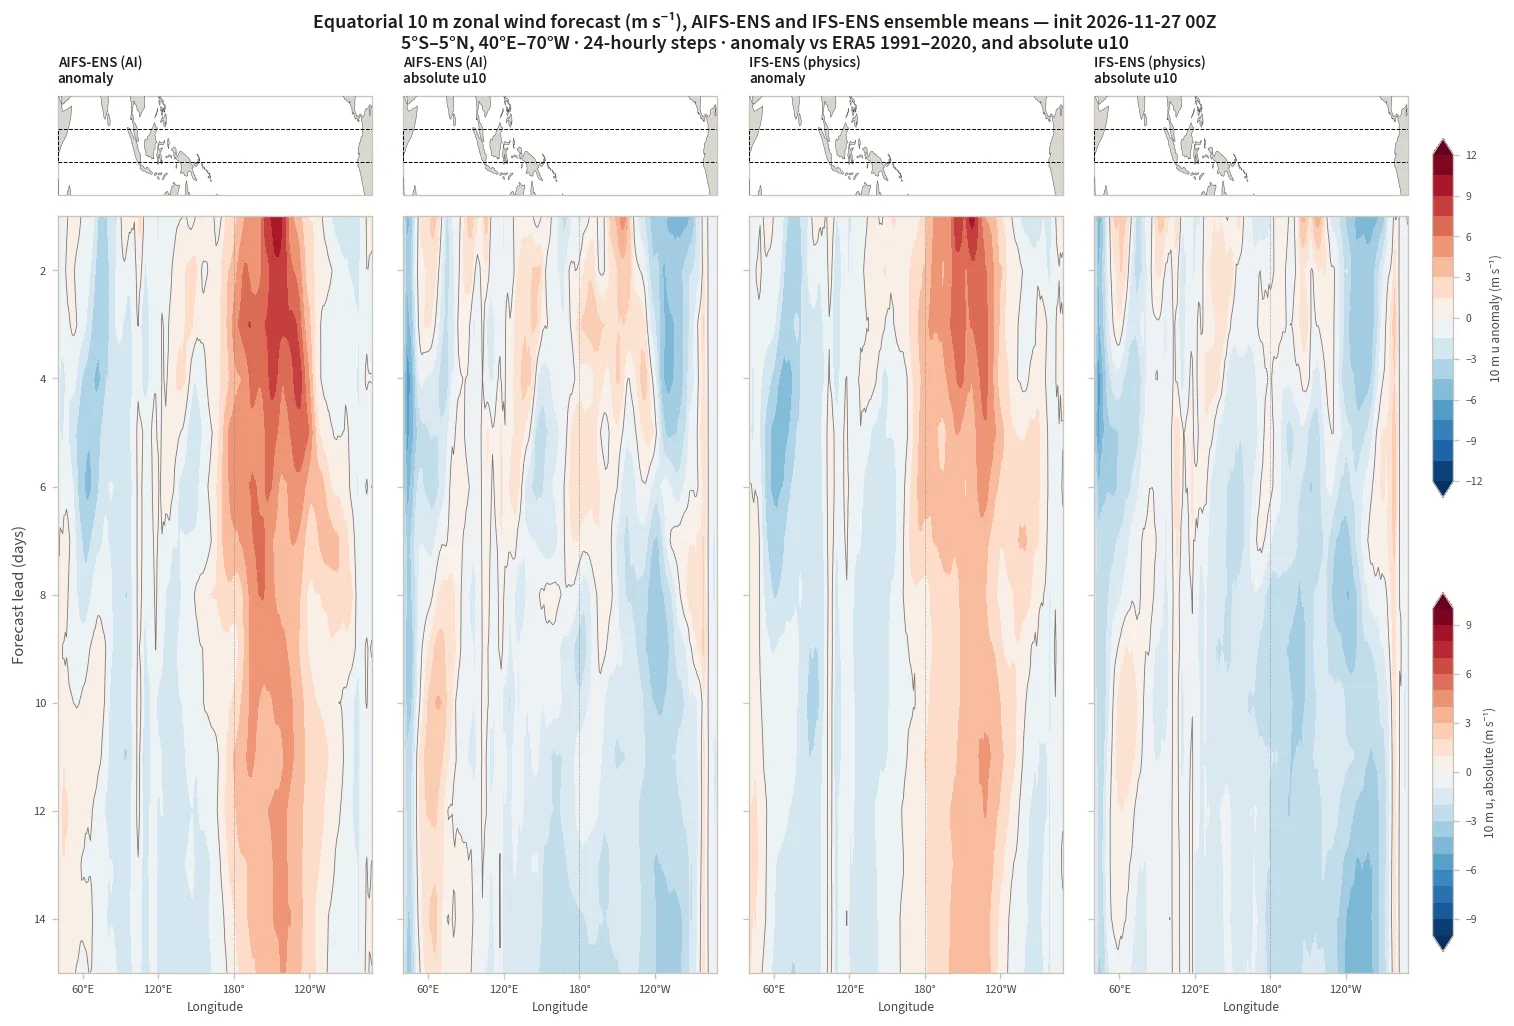 Equatorial 10 m zonal wind forecast (m s⁻¹), AIFS-ENS and IFS-ENS ensemble means — init 2026-11-27 00Z
5°S–5°N, 40°E–70°W · 24-hourly steps · anomaly vs ERA5 1991–2020, and absolute u10
AIFS-ENS (AI)
anomaly
AIFS-ENS (AI)
absolute u10
IFS-ENS (physics)
anomaly
IFS-ENS (physics)
absolute u10
Forecast lead (days)
2
4
6
8
10
12
14
60°E 120°E 180° 120°W
Longitude
60°E 120°E 180° 120°W
Longitude
60°E 120°E 180° 120°W
Longitude
60°E 120°E 180° 120°W
Longitude
12
9
6
3
0
−3
−6
−9
−12
10 m u anomaly (m s⁻¹)
9
6
3
0
−3
−6
−9
10 m u, absolute (m s⁻¹)